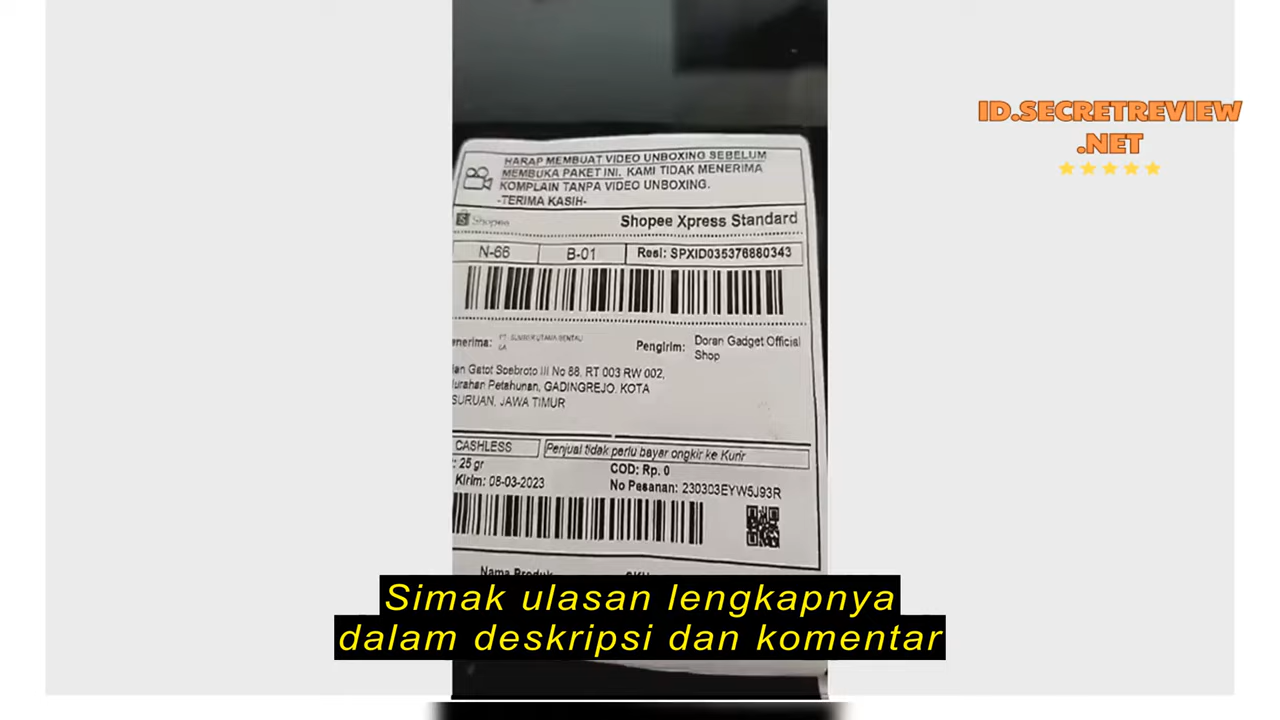 ID.SECRETREVIEW
.NET
HARAP MEMBUAT VIDEO UNBOXING SEBELUM
MEMBUKA PAKET INI. KAMI TIDAK MENERIMA
KOMPLAIN TANPA VIDEO UNBOXING.
-TERIMA KASIH-
Shopee
Shopee Xpress Standard
N-66
B-01
Resi: SPXID035376880343
enerima:
Pengirim:
Doran Gadget Official
Shop
an Gatot Soebroto III No 88, RT 003 RW 002,
urahan Petahunan, GADINGREJO, KOTA
SURUAN, JAWA TIMUR
CASHLESS
Penjual tidak perlu bayar ongkir ke Kurir
: 25 gr
COD: Rp. 0
Kirim: 08-03-2023
No Pesanan: 230303EYW5J93R
Nama Produk
Simak ulasan lengkapnya
dalam deskripsi dan komentar